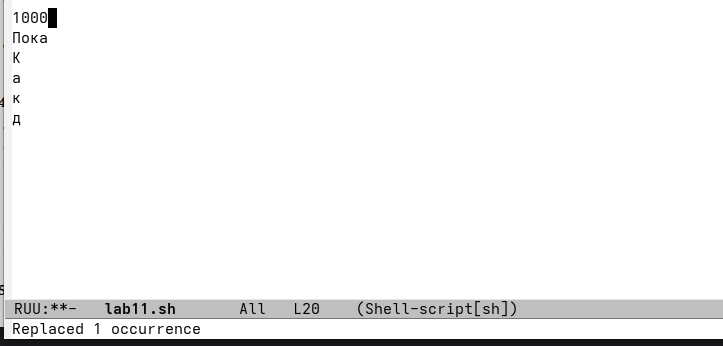 1000
Пока
К
а
к
д
RUU:**-   lab11.sh       All   L20    (Shell-script[sh])
Replaced 1 occurrence